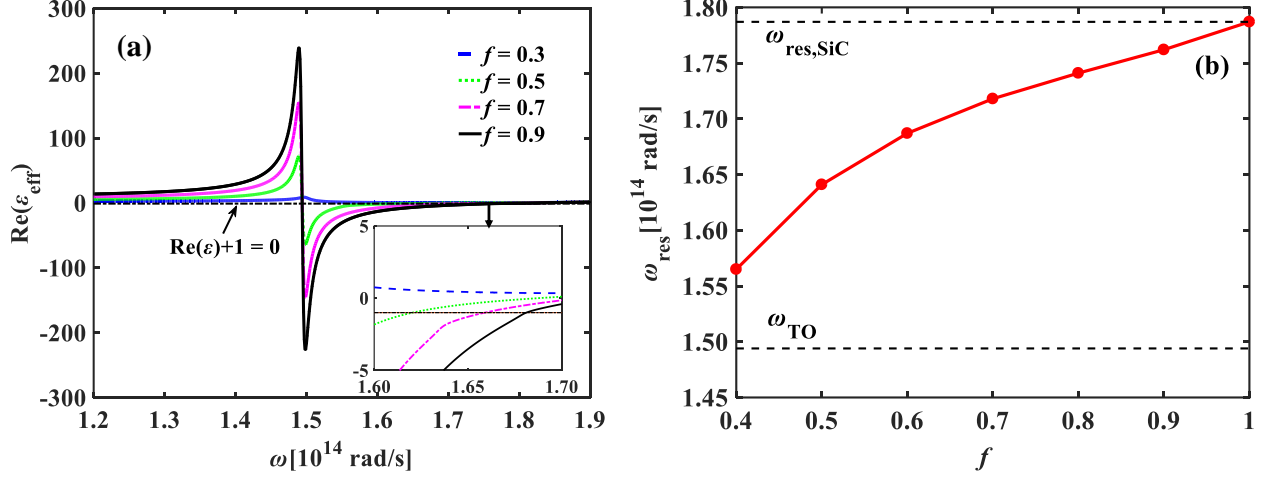 (a)
f = 0.3
f = 0.5
f = 0.7
f = 0.9
Re(ε)+1 = 0
300
200
100
0
-100
-200
-300
Re(εeff)
1.2
1.3
1.4
1.5
1.6
1.7
1.8
1.9
ω[10^14 rad/s]
5
0
-5
1.60
1.65
1.70
(b)
ωres,SiC
ωTO
1.80
1.75
1.70
1.65
1.60
1.55
1.50
1.45
ωres[10^14 rad/s]
0.4
0.5
0.6
0.7
0.8
0.9
1
f